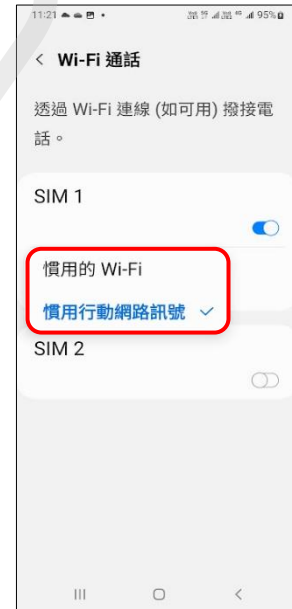 11:21
95%
< Wi-Fi 通話
透過 Wi-Fi 連線 (如可用) 撥接電
話。
SIM 1
慣用的 Wi-Fi
慣用行動網路訊號 ✓
SIM 2